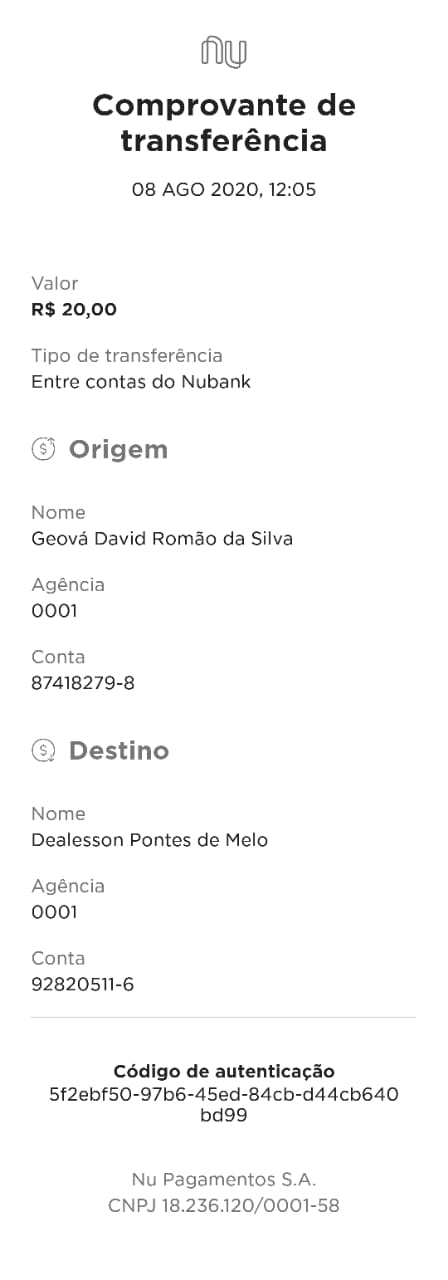 nu
Comprovante de
transferência
08 AGO 2020, 12:05
Valor
R$ 20,00
Tipo de transferência
Entre contas do Nubank
Origem
Nome
Geová David Romão da Silva
Agência
0001
Conta
87418279-8
Destino
Nome
Dealesson Pontes de Melo
Agência
0001
Conta
92820511-6
Código de autenticação
5f2ebf50-97b6-45ed-84cb-d44cb640
bd99
Nu Pagamentos S.A.
CNPJ 18.236.120/0001-58